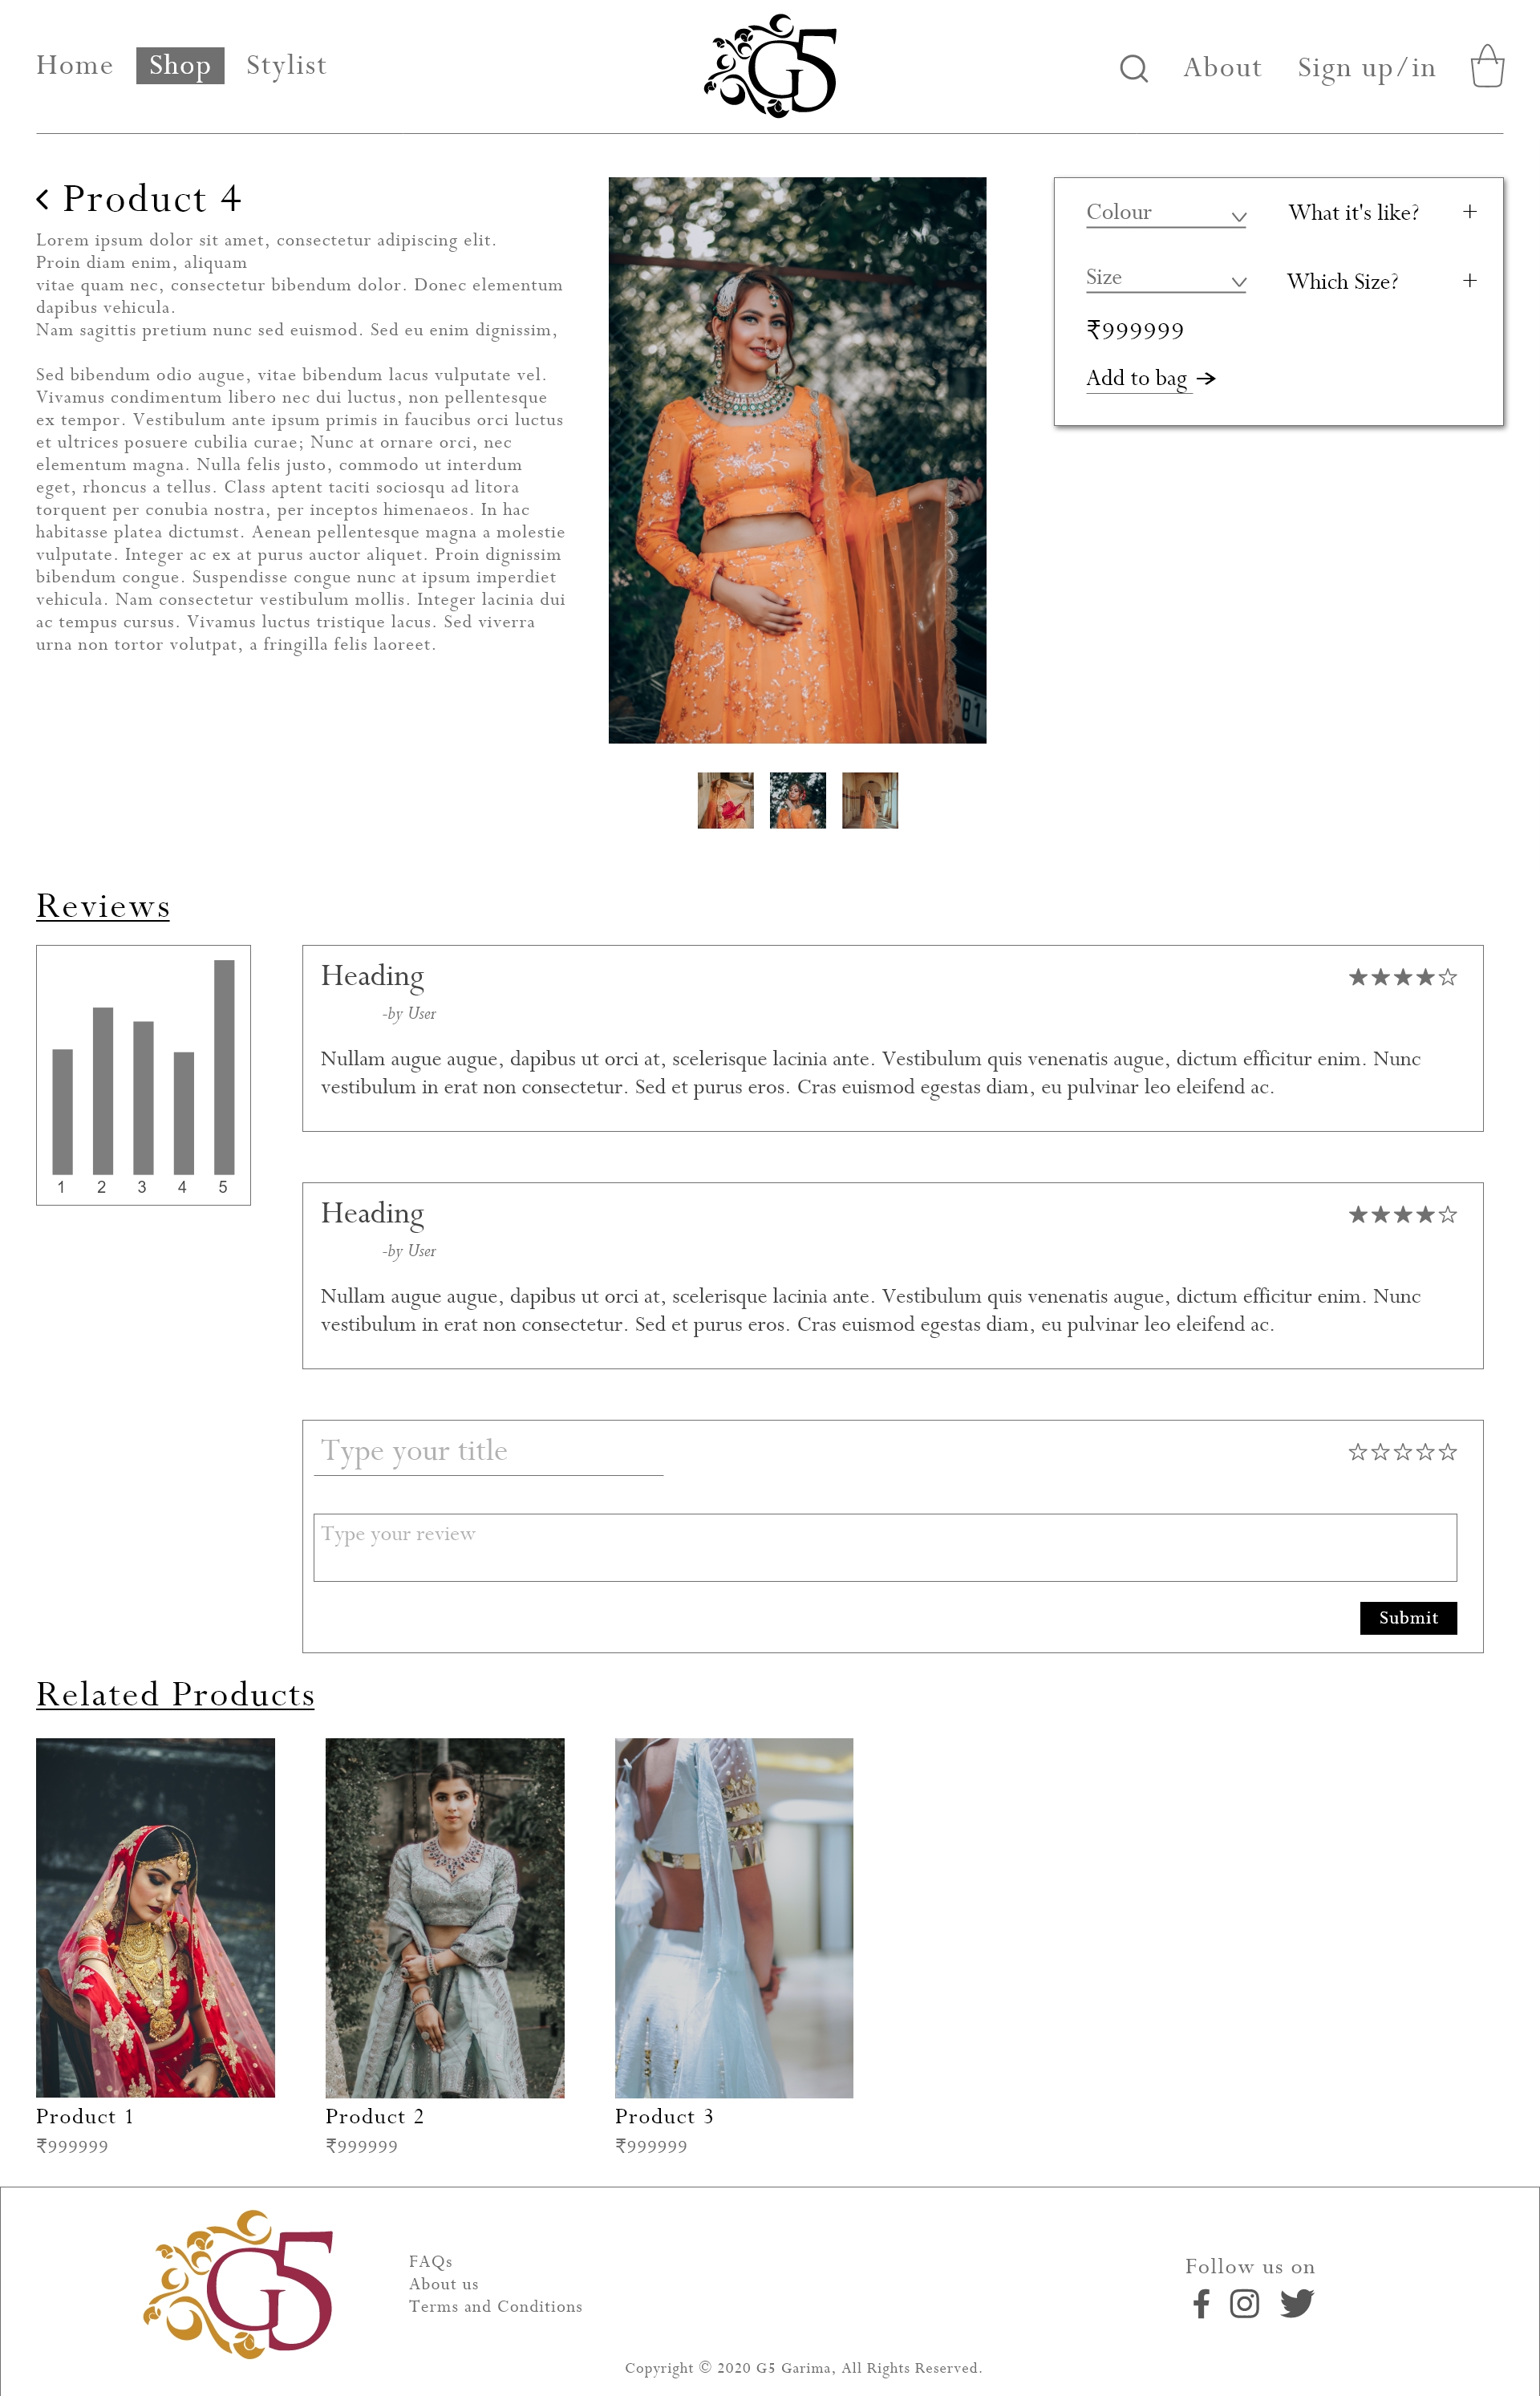 Home
Shop
Stylist
G5
About
Sign up/in
Product 4
Lorem ipsum dolor sit amet, consectetur adipiscing elit.
Proin diam enim, aliquam
vitae quam nec, consectetur bibendum dolor. Donec elementum
dapibus vehicula.
Nam sagittis pretium nunc sed euismod. Sed eu enim dignissim,
Sed bibendum odio augue, vitae bibendum lacus vulputate vel.
Vivamus condimentum libero nec dui luctus, non pellentesque
ex tempor. Vestibulum ante ipsum primis in faucibus orci luctus
et ultrices posuere cubilia curae; Nunc at ornare orci, nec
elementum magna. Nulla felis justo, commodo ut interdum
eget, rhoncus a tellus. Class aptent taciti sociosqu ad litora
torquent per conubia nostra, per inceptos himenaeos. In hac
habitasse platea dictumst. Aenean pellentesque magna a molestie
vulputate. Integer ac ex at purus auctor aliquet. Proin dignissim
bibendum congue. Suspendisse congue nunc at ipsum imperdiet
vehicula. Nam consectetur vestibulum mollis. Integer lacinia dui
ac tempus cursus. Vivamus luctus tristique lacus. Sed viverra
urna non tortor volutpat, a fringilla felis laoreet.
Colour
What it's like? +
Size
Which Size? +
₹999999
Add to bag
Reviews
1 2 3 4 5
Heading
-by User
Nullam augue augue, dapibus ut orci at, scelerisque lacinia ante. Vestibulum quis venenatis augue, dictum efficitur enim. Nunc
vestibulum in erat non consectetur. Sed et purus eros. Cras euismod egestas diam, eu pulvinar leo eleifend ac.
Heading
-by User
Nullam augue augue, dapibus ut orci at, scelerisque lacinia ante. Vestibulum quis venenatis augue, dictum efficitur enim. Nunc
vestibulum in erat non consectetur. Sed et purus eros. Cras euismod egestas diam, eu pulvinar leo eleifend ac.
Type your title
Type your review
Submit
Related Products
Product 1
₹999999
Product 2
₹999999
Product 3
₹999999
G5
FAQs
About us
Terms and Conditions
Follow us on
Copyright © 2020 G5 Garima, All Rights Reserved.